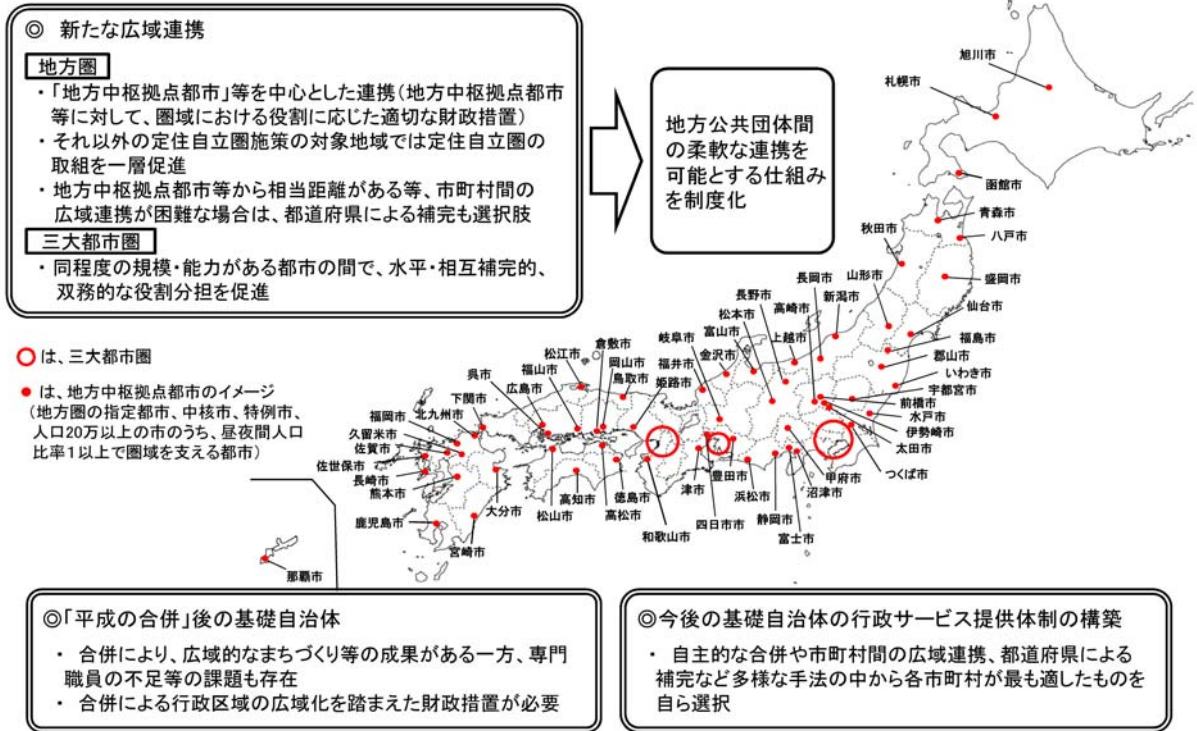 ◎ 新たな広域連携
地方圏
・「地方中枢拠点都市」等を中心とした連携(地方中枢拠点都市
等に対して、圏域における役割に応じた適切な財政措置)
・それ以外の定住自立圏施策の対象地域では定住自立圏の
取組を一層促進
・地方中枢拠点都市等から相当距離がある等、市町村間の
広域連携が困難な場合は、都道府県による補完も選択肢
三大都市圏
・同程度の規模・能力がある都市の間で、水平・相互補完的、
双務的な役割分担を促進
地方公共団体間
の柔軟な連携を
可能とする仕組み
を制度化
○は、三大都市圏
● は、地方中枢拠点都市のイメージ
(地方圏の指定都市、中核市、特例市、
人口20万以上の市のうち、昼夜間人口
比率1以上で圏域を支える都市)
旭川市
札幌市
函館市
青森市
秋田市
八戸市
盛岡市
長岡市
山形市
新潟市
仙台市
長野市
高崎市
松本市
上越市
富山市
岐阜市
金沢市
福井市
福島市
郡山市
いわき市
宇都宮市
前橋市
水戸市
伊勢崎市
太田市
つくば市
甲府市
沼津市
富士市
静岡市
浜松市
豊田市
四日市市
津市
和歌山市
倉敷市
松江市
岡山市
福山市
鳥取市
呉市
広島市
姫路市
下関市
北九州市
福岡市
久留米市
佐賀市
佐世保市
長崎市
熊本市
大分市
松山市
高知市
高松市
徳島市
鹿児島市
宮崎市
那覇市
◎「平成の合併」後の基礎自治体
・ 合併により、広域的なまちづくり等の成果がある一方、専門
職員の不足等の課題も存在
・ 合併による行政区域の広域化を踏まえた財政措置が必要
◎今後の基礎自治体の行政サービス提供体制の構築
・ 自主的な合併や市町村間の広域連携、都道府県による
補完など多様な手法の中から各市町村が最も適したものを
自ら選択